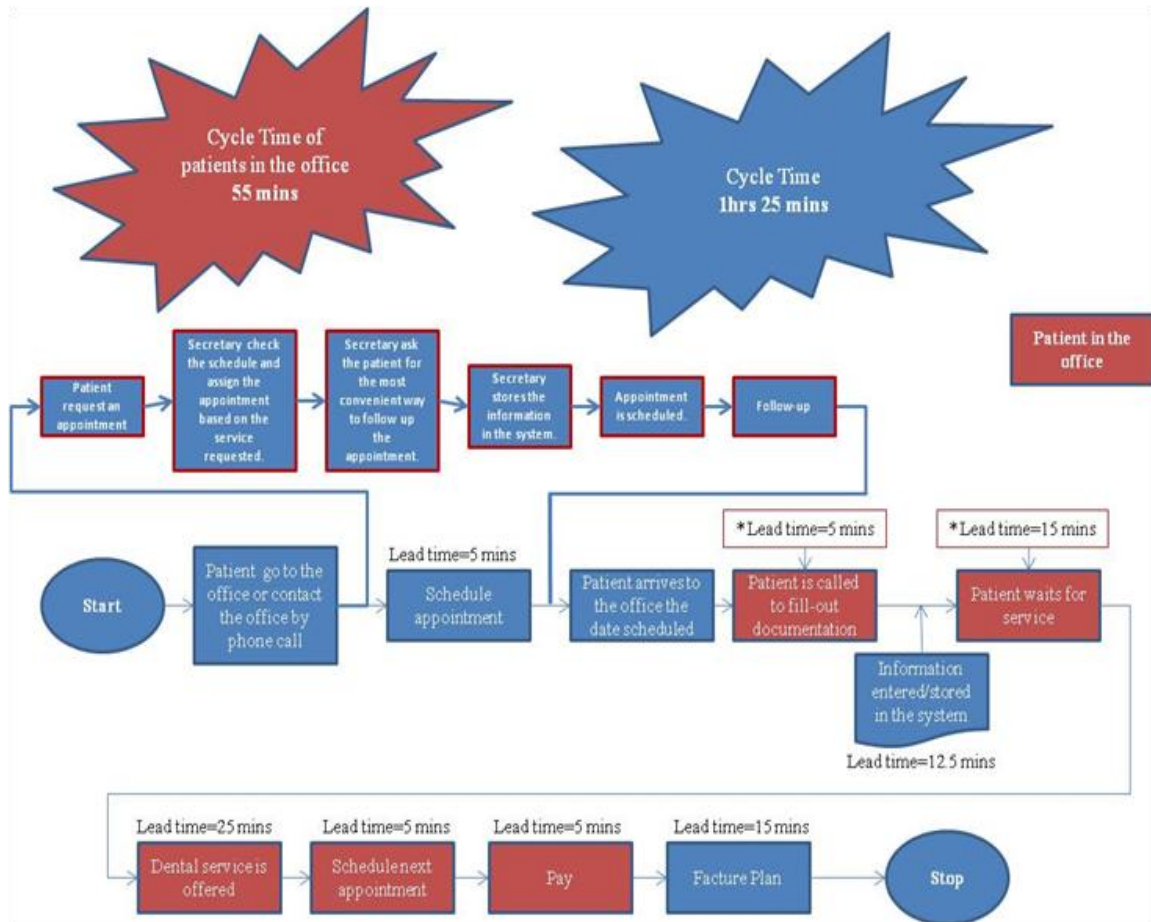 Cycle Time of
patients in the office
55 mins
Cycle Time
1hrs 25 mins
Patient in the
office
Patient
request an
appointment
Secretary check
the schedule and
assign the
appointment
based on the
service
requested.
Secretary ask
the patient for
the most
convenient way
to follow up
the
appointment.
Secretary
stores the
information
in the system.
Appointment
is scheduled.
Follow-up
Start
Patient go to the
office or contact
the office by
phone call
Lead time=5 mins
Schedule
appointment
Patient arrives to
the office the
date scheduled
*Lead time=5 mins
Patient is called
to fill-out
documentation
*Lead time=15 mins
Patient waits for
service
Information
entered/stored
in the system
Lead time=12.5 mins
Lead time=25 mins
Dental service is
offered
Lead time=5 mins
Schedule next
appointment
Lead time=5 mins
Pay
Lead time=15 mins
Facture Plan
Stop